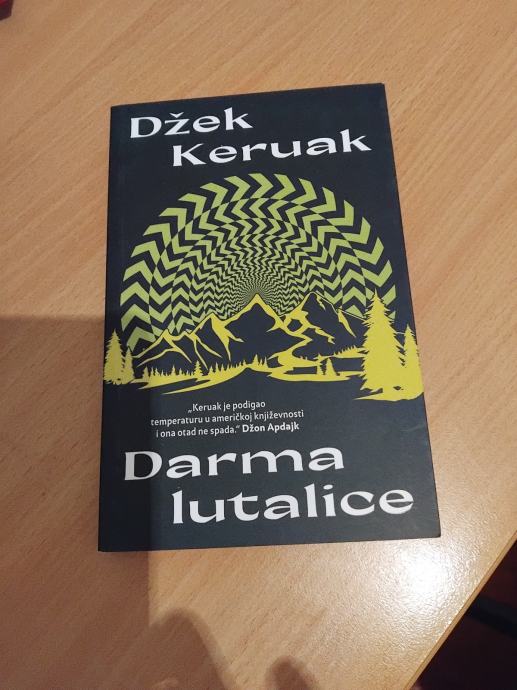 Džek
Keruak
„Keruak je podigao
temperaturu u američkoj književnosti
i ona otad ne spada.“ Džon Apdajk
Darma
lutalice